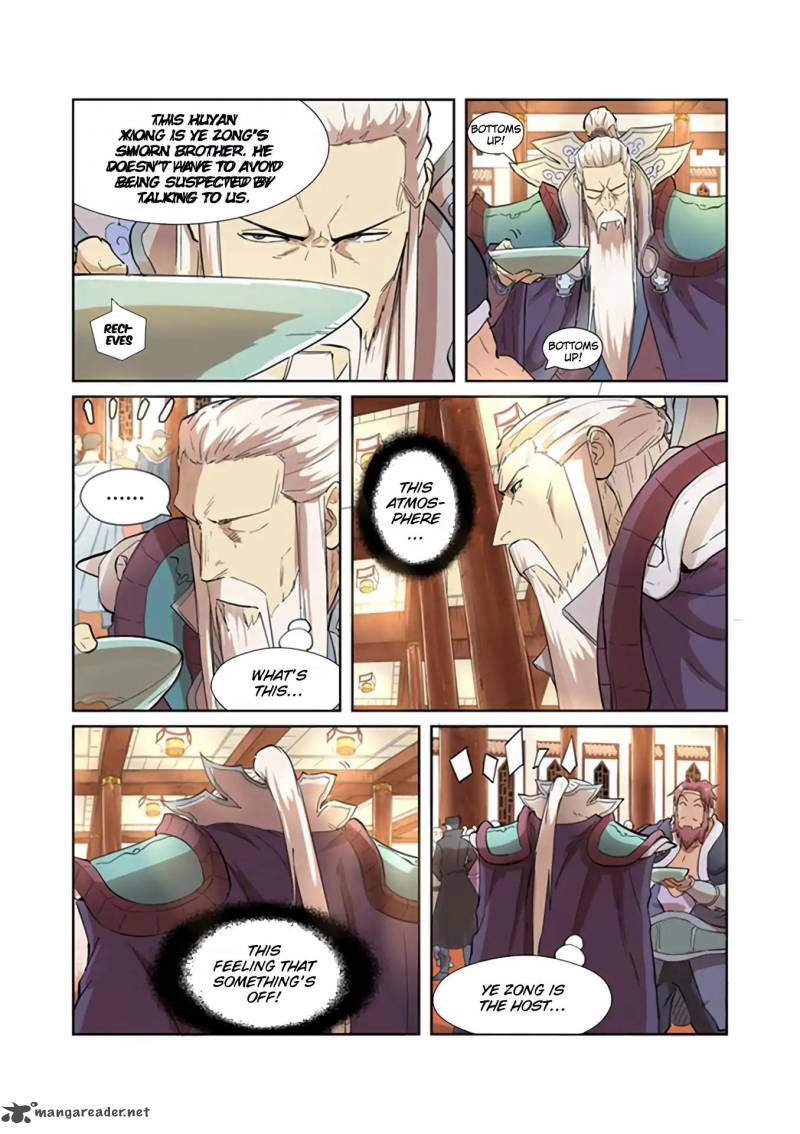 THIS HUYAN
XIONG IS YE ZONG'S
SWORN BROTHER. HE
DOESN'T HAVE TO AVOID
BEING SUSPECTED BY
TALKING TO US.
RECI-
EVES
BOTTOMS
UP!
BOTTOMS
UP!
......
WHAT'S
THIS...
THIS
ATMOS-
PHERE
...
THIS
FEELING THAT
SOMETHING'S
OFF!
YE ZONG IS
THE HOST...
mangareader.net